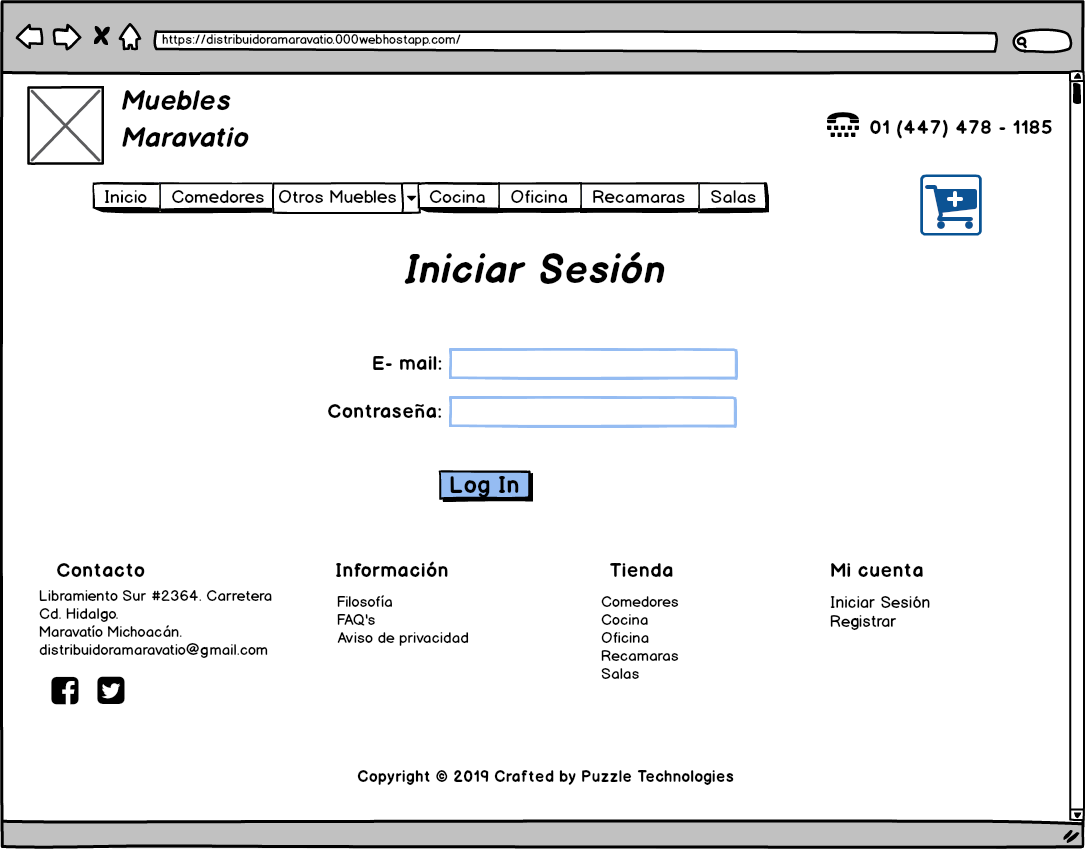 https://distribuidoramaravatio.000webhostapp.com/
Muebles
Maravatio
01 (447) 478 - 1185
Inicio Comedores Otros Muebles Cocina Oficina Recamaras Salas
Iniciar Sesión
E- mail:
Contraseña:
Log In
Contacto
Libramiento Sur #2364. Carretera
Cd. Hidalgo.
Maravatío Michoacán.
distribuidoramaravatio@gmail.com
Información
Filosofía
FAQ's
Aviso de privacidad
Tienda
Comedores
Cocina
Oficina
Recamaras
Salas
Mi cuenta
Iniciar Sesión
Registrar
Copyright © 2019 Crafted by Puzzle Technologies